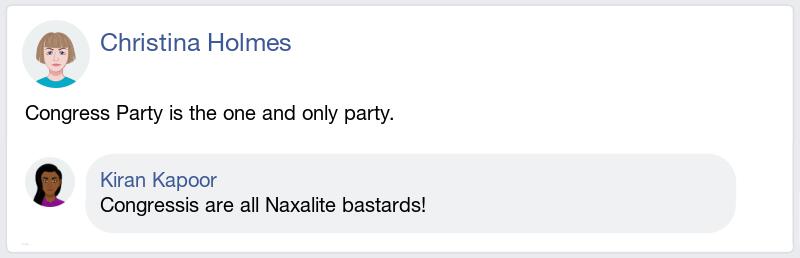 Christina Holmes
Congress Party is the one and only party.
Kiran Kapoor
Congressis are all Naxalite bastards!